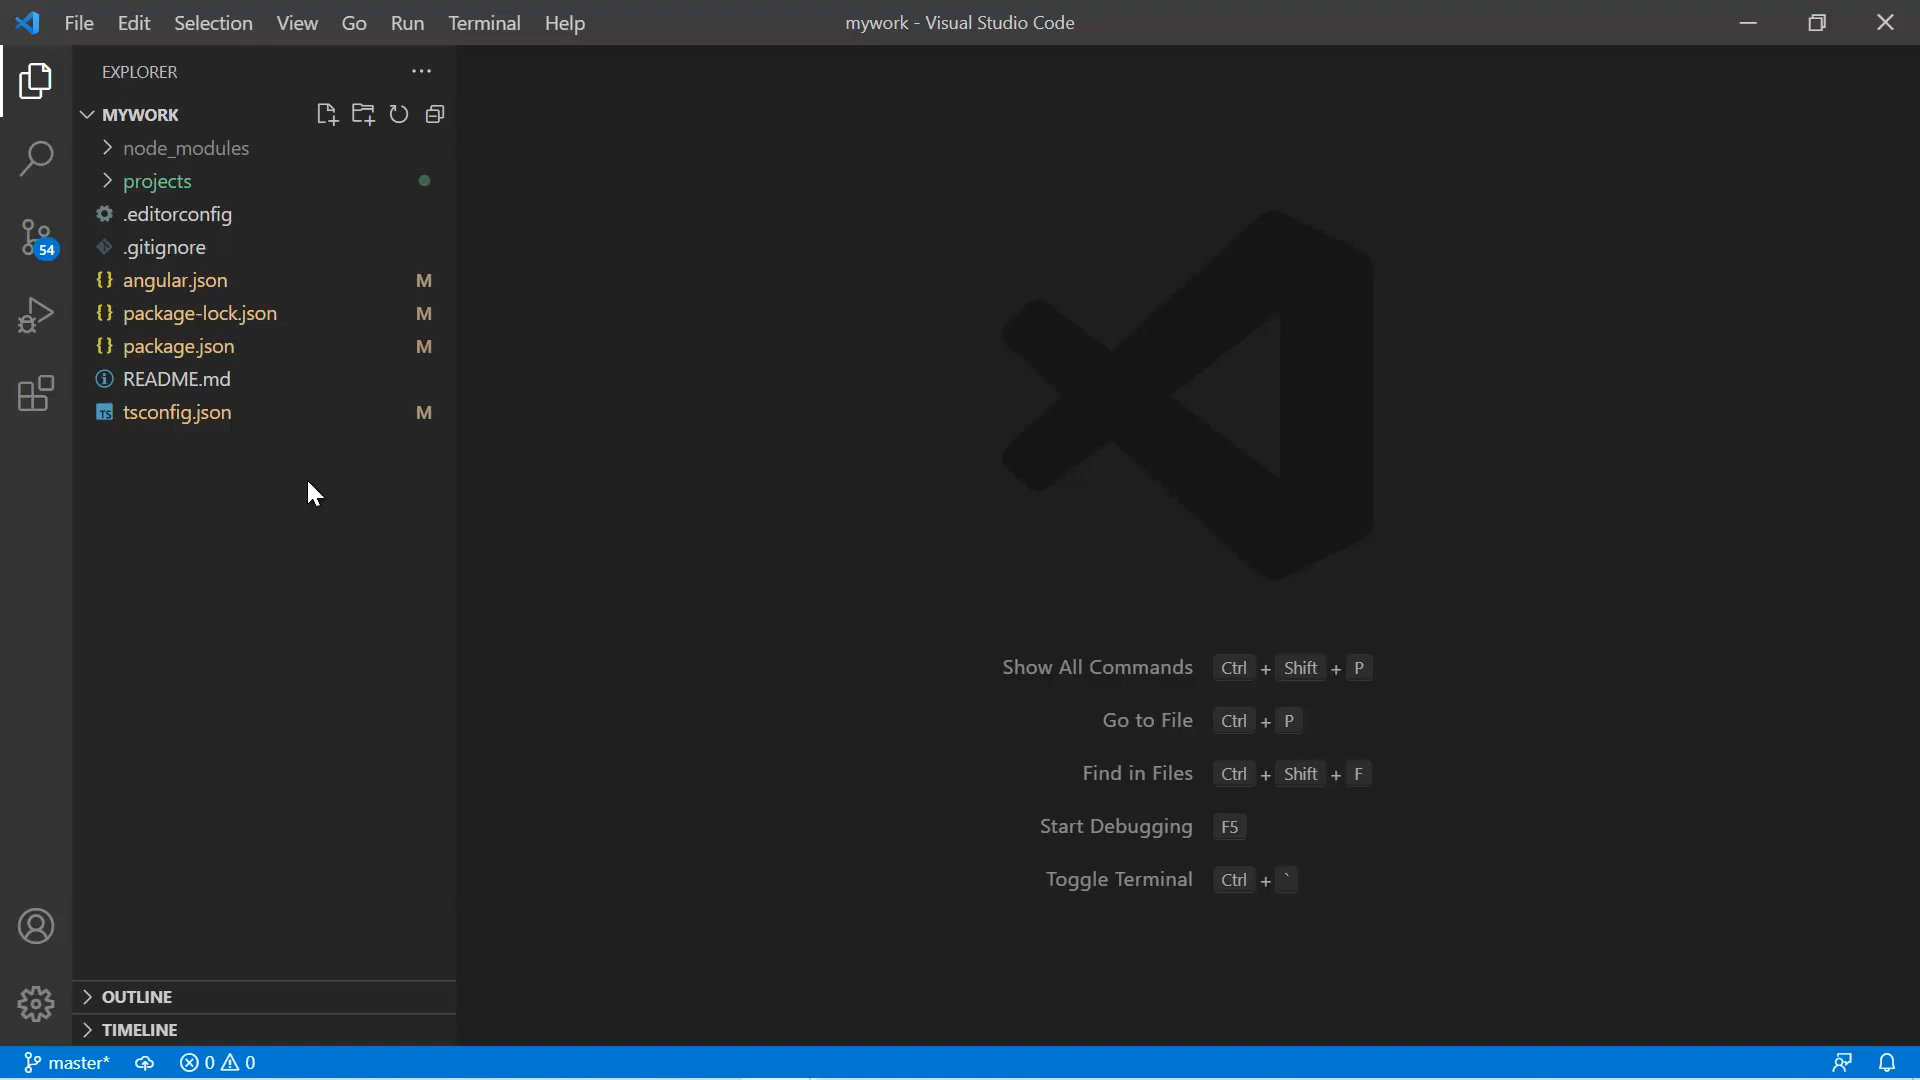 File Edit Selection View Go Run Terminal Help
mywork - Visual Studio Code
EXPLORER
MYWORK
node_modules
projects
.editorconfig
.gitignore
54
{} angular.json M
{} package-lock.json M
{} package.json M
README.md
TS tsconfig.json M
Show All Commands Ctrl + Shift + P
Go to File Ctrl + P
Find in Files Ctrl + Shift + F
Start Debugging F5
Toggle Terminal Ctrl + `
OUTLINE
TIMELINE
master* 0 0